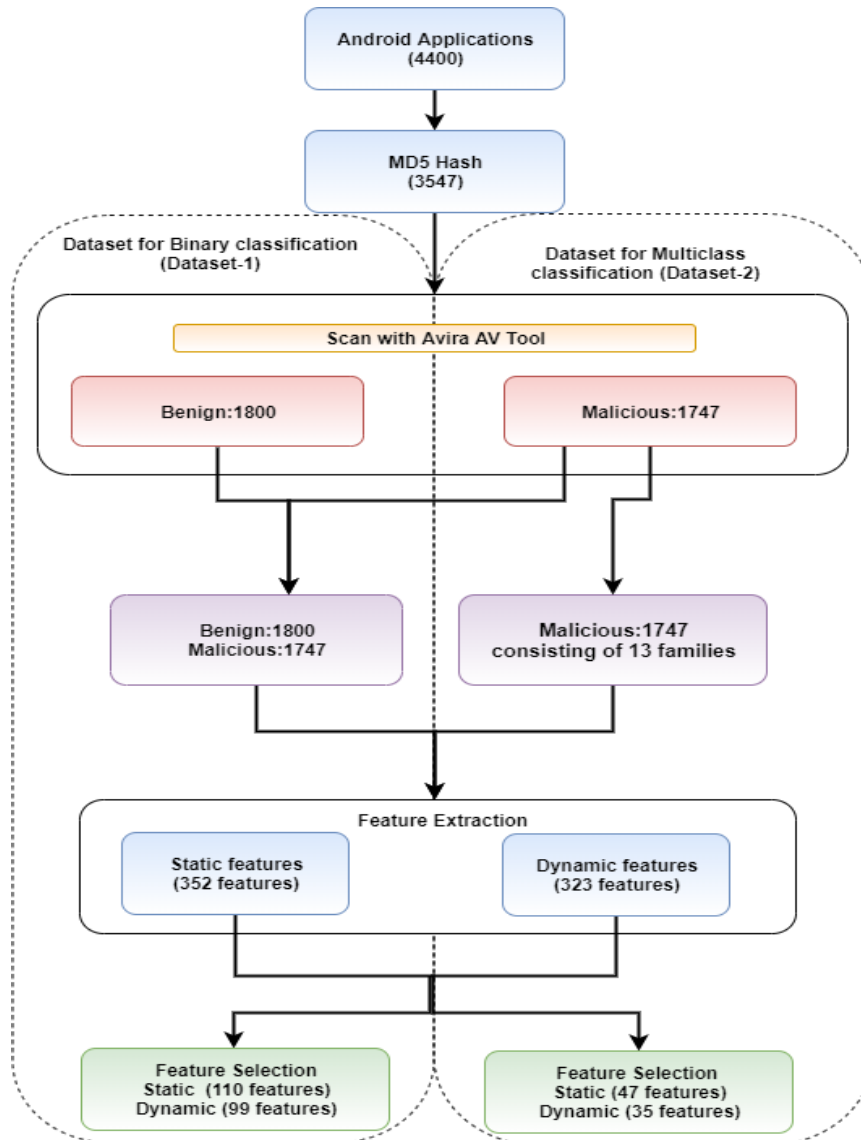 Android Applications
(4400)
MD5 Hash
(3547)
Dataset for Binary classification
(Dataset-1)
Dataset for Multiclass
classification (Dataset-2)
Scan with Avira AV Tool
Benign:1800
Malicious:1747
Benign:1800
Malicious:1747
Malicious:1747
consisting of 13 families
Feature Extraction
Static features
(352 features)
Dynamic features
(323 features)
Feature Selection
Static (110 features)
Dynamic (99 features)
Feature Selection
Static (47 features)
Dynamic (35 features)